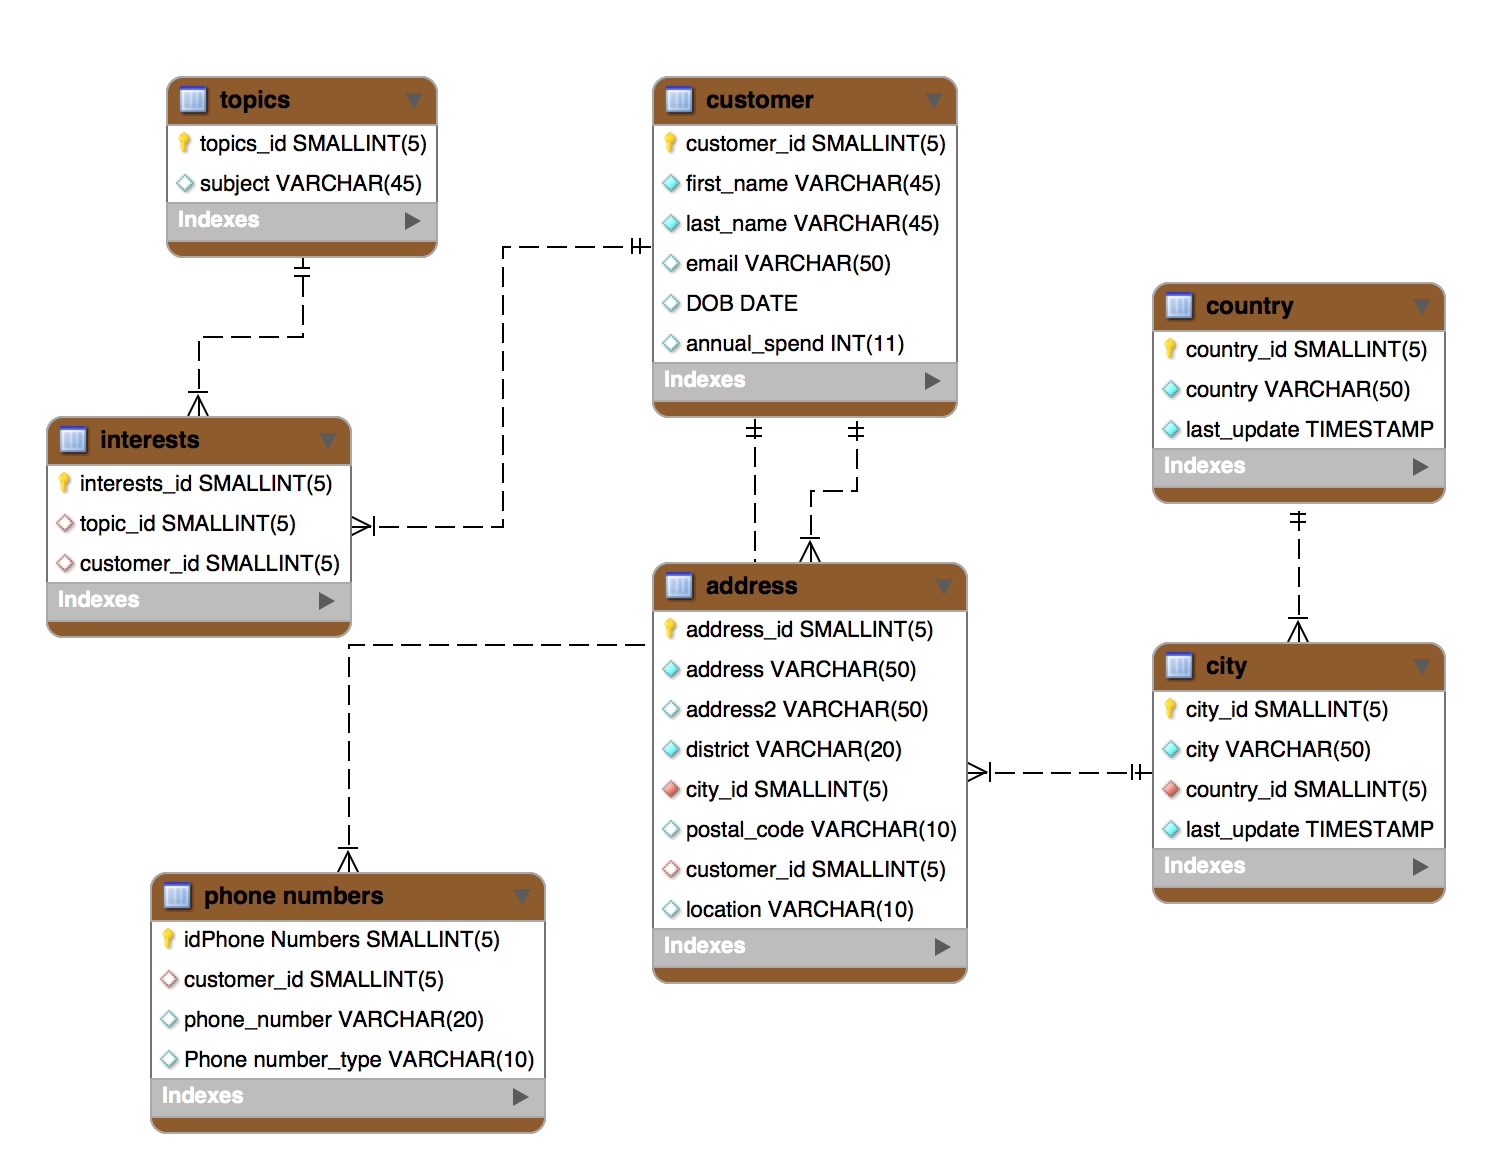 topics
topics_id SMALLINT(5)
subject VARCHAR(45)
Indexes
customer
customer_id SMALLINT(5)
first_name VARCHAR(45)
last_name VARCHAR(45)
email VARCHAR(50)
DOB DATE
annual_spend INT(11)
Indexes
country
country_id SMALLINT(5)
country VARCHAR(50)
last_update TIMESTAMP
Indexes
interests
interests_id SMALLINT(5)
topic_id SMALLINT(5)
customer_id SMALLINT(5)
Indexes
address
address_id SMALLINT(5)
address VARCHAR(50)
address2 VARCHAR(50)
district VARCHAR(20)
city_id SMALLINT(5)
postal_code VARCHAR(10)
customer_id SMALLINT(5)
location VARCHAR(10)
Indexes
city
city_id SMALLINT(5)
city VARCHAR(50)
country_id SMALLINT(5)
last_update TIMESTAMP
Indexes
phone numbers
idPhone Numbers SMALLINT(5)
customer_id SMALLINT(5)
phone_number VARCHAR(20)
Phone number_type VARCHAR(10)
Indexes